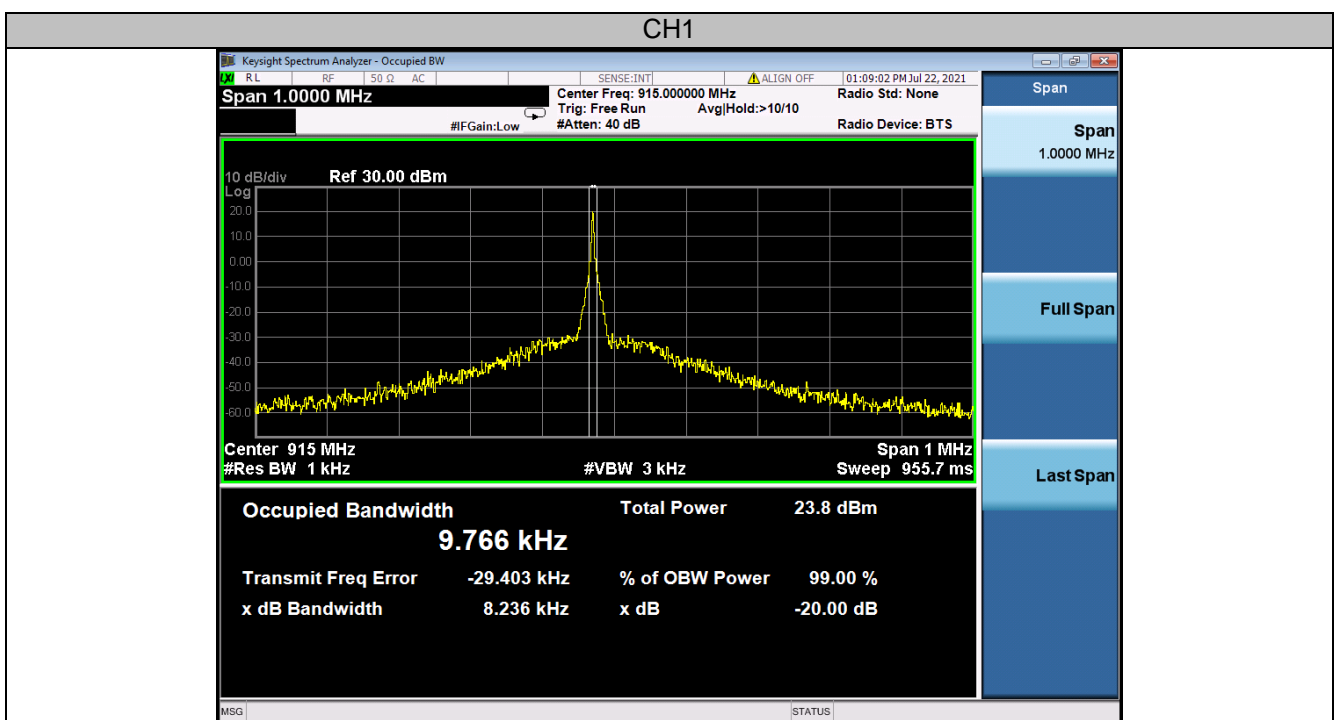 CH1
Keysight Spectrum Analyzer - Occupied BW
LXI RL RF 50 Ω AC SENSE:INT ALIGN OFF 01:09:02 PM Jul 22, 2021
Span 1.0000 MHz
Center Freq: 915.000000 MHz Radio Std: None
Trig: Free Run Avg|Hold:>10/10
#IFGain:Low #Atten: 40 dB Radio Device: BTS
Span
Span
1.0000 MHz
Full Span
Last Span
10 dB/div Ref 30.00 dBm
Log
20.0
10.0
0.00
-10.0
-20.0
-30.0
-40.0
-50.0
-60.0
Center 915 MHz Span 1 MHz
#Res BW 1 kHz #VBW 3 kHz Sweep 955.7 ms
Occupied Bandwidth Total Power 23.8 dBm
9.766 kHz
Transmit Freq Error -29.403 kHz % of OBW Power 99.00 %
x dB Bandwidth 8.236 kHz x dB -20.00 dB
MSG STATUS